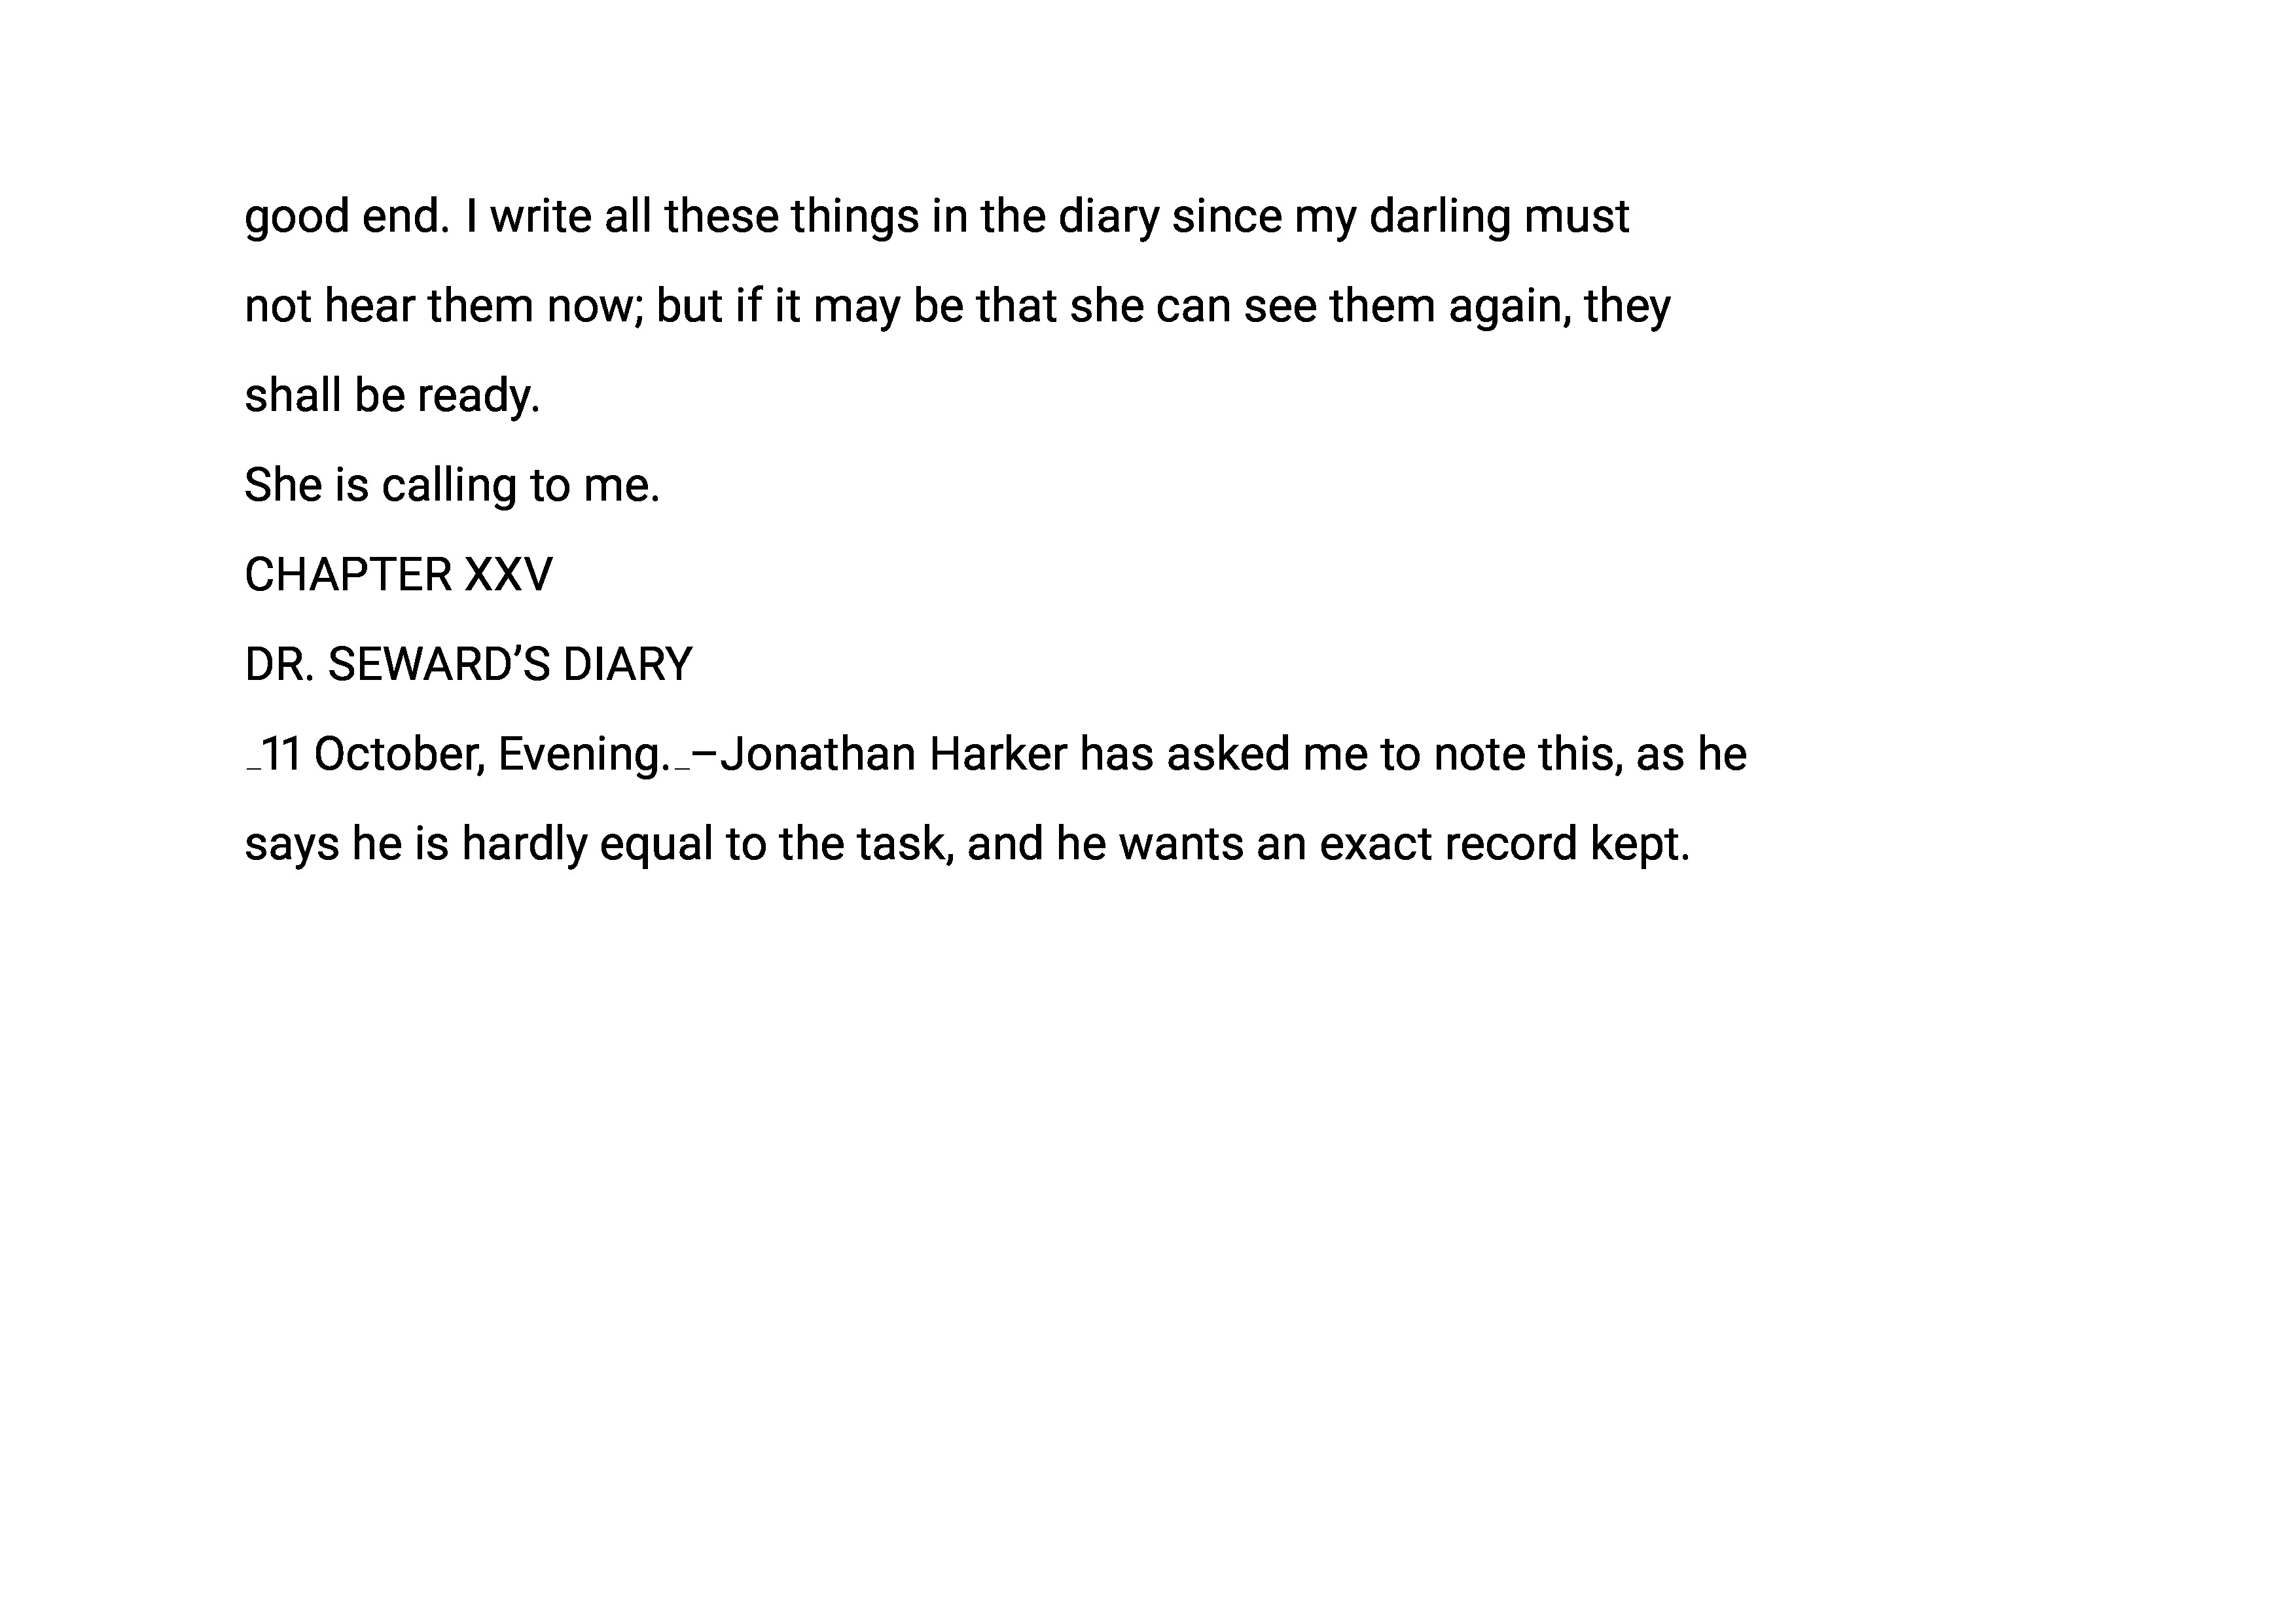 good end. I write all these things in the diary since my darling must
not hear them now; but if it may be that she can see them again, they
shall be ready.
She is calling to me.
CHAPTER XXV
DR. SEWARD’S DIARY
_11 October, Evening._–Jonathan Harker has asked me to note this, as he
says he is hardly equal to the task, and he wants an exact record kept.